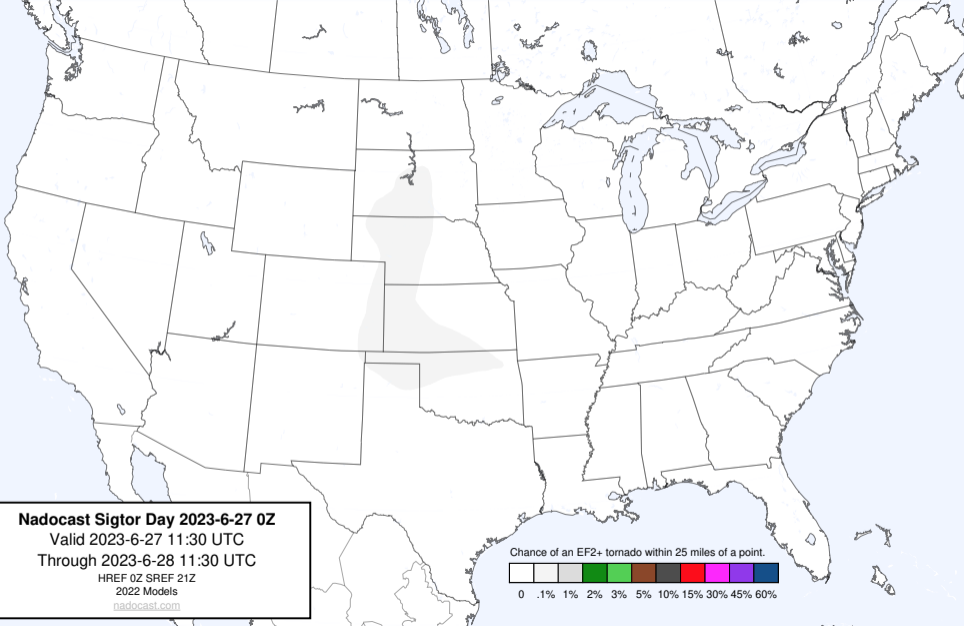 Nadocast Sigtor Day 2023-6-27 0Z
Valid 2023-6-27 11:30 UTC
Through 2023-6-28 11:30 UTC
HREF 0Z SREF 21Z
2022 Models
nadocast.com
Chance of an EF2+ tornado within 25 miles of a point.
0 .1% 1% 2% 3% 5% 10% 15% 30% 45% 60%